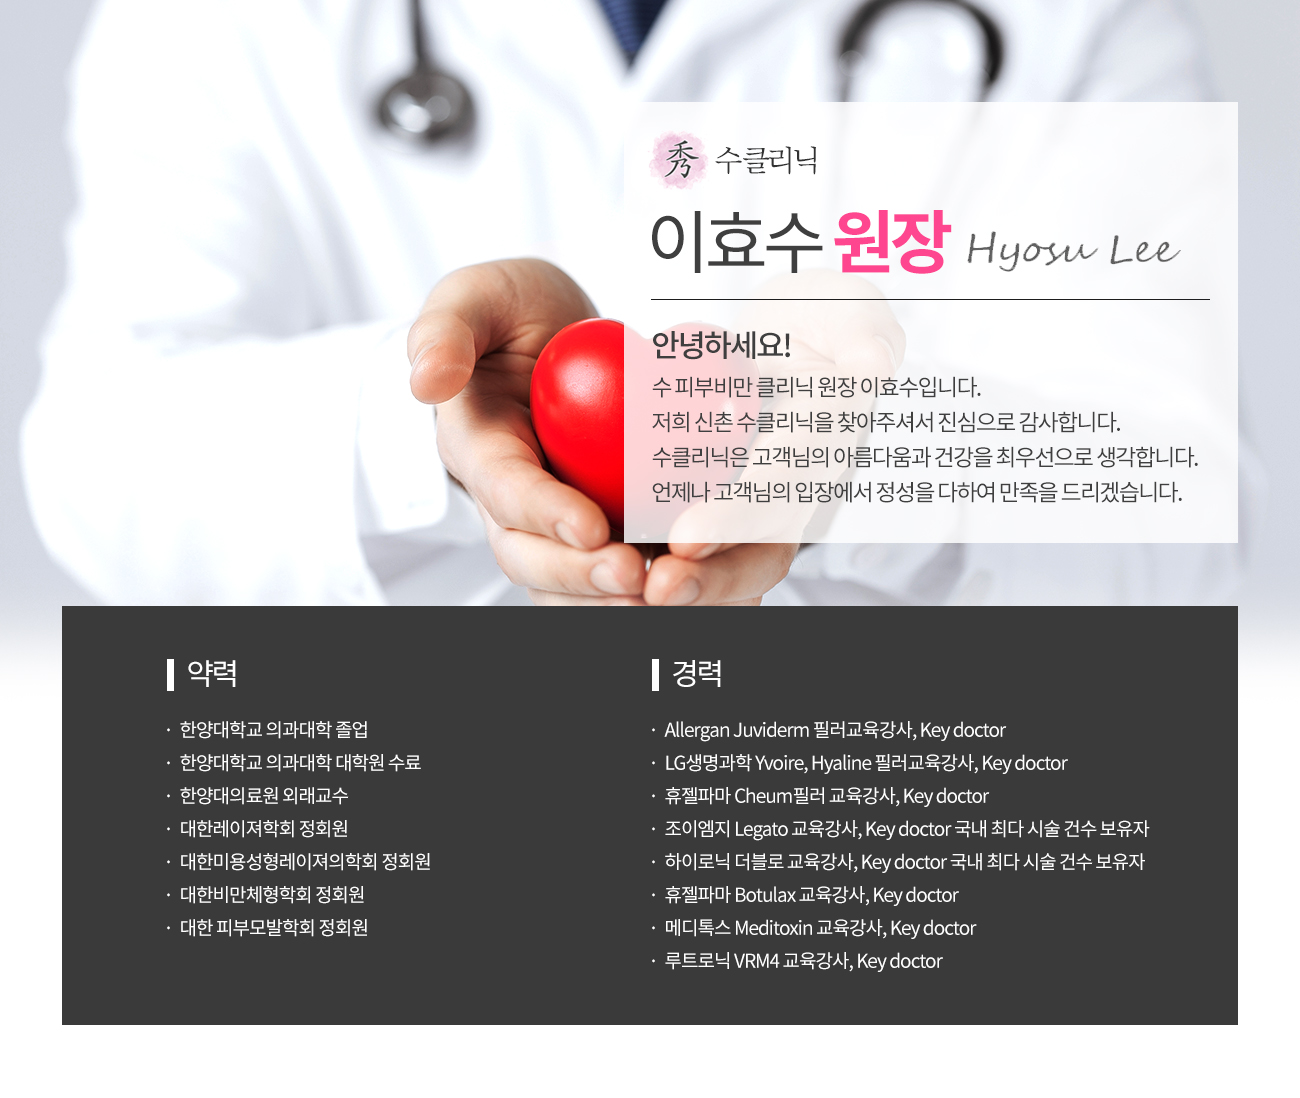 秀 수클리닉
이효수 원장 Hyosu Lee
안녕하세요!
수 피부비만 클리닉 원장 이효수입니다.
저희 신촌 수클리닉을 찾아주셔서 진심으로 감사합니다.
수클리닉은 고객님의 아름다움과 건강을 최우선으로 생각합니다.
언제나 고객님의 입장에서 정성을 다하여 만족을 드리겠습니다.
약력
· 한양대학교 의과대학 졸업
· 한양대학교 의과대학 대학원 수료
· 한양대의료원 외래교수
· 대한레이져학회 정회원
· 대한미용성형레이져의학회 정회원
· 대한비만체형학회 정회원
· 대한 피부모발학회 정회원
경력
· Allergan Juviderm 필러교육강사, Key doctor
· LG생명과학 Yvoire, Hyaline 필러교육강사, Key doctor
· 휴젤파마 Cheum필러 교육강사, Key doctor
· 조이엠지 Legato 교육강사, Key doctor 국내 최다 시술 건수 보유자
· 하이로닉 더블로 교육강사, Key doctor 국내 최다 시술 건수 보유자
· 휴젤파마 Botulax 교육강사, Key doctor
· 메디톡스 Meditoxin 교육강사, Key doctor
· 루트로닉 VRM4 교육강사, Key doctor